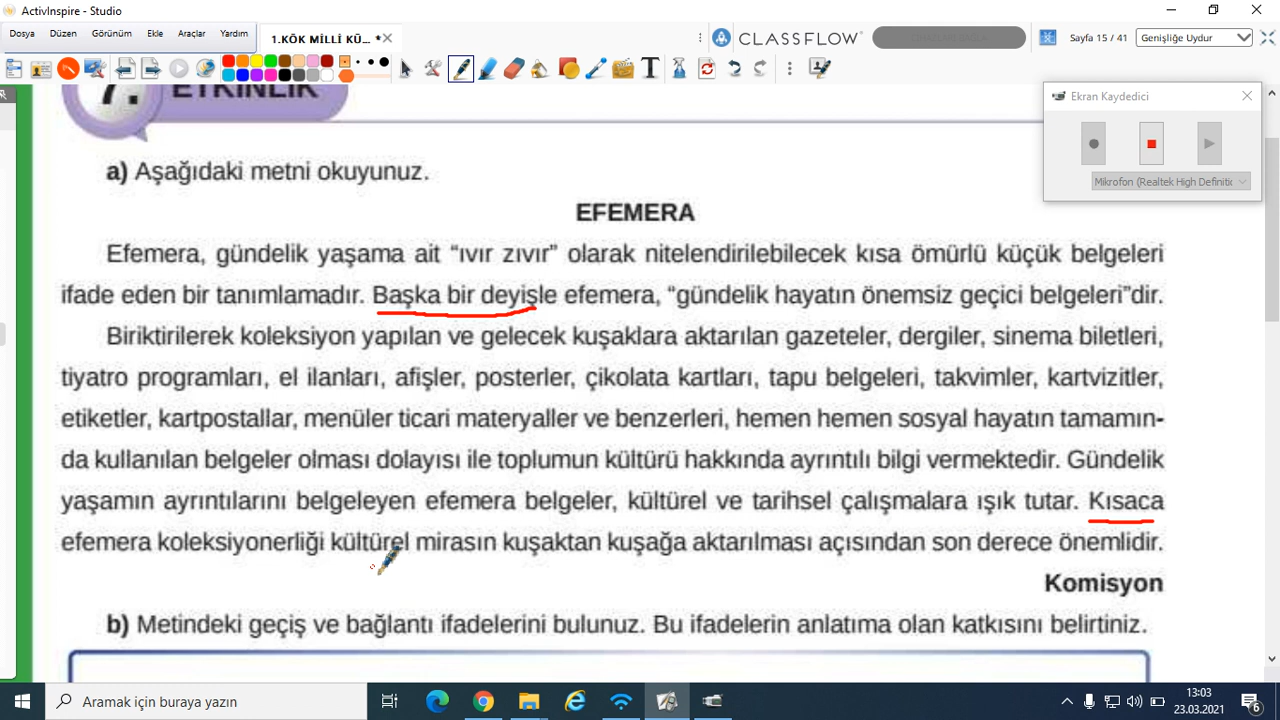 ActivInspire - Studio
Dosya Düzen Görünüm Ekle Araçlar Yardım
1.KÖK MİLLÎ KÜ... *
CLASSFLOW
Sayfa 15 / 41
Genişliğe Uydur
Ekran Kaydedici
Mikrofon (Realtek High Definitic
7. ETKİNLİK
a) Aşağıdaki metni okuyunuz.
EFEMERA
Efemera, gündelik yaşama ait “ıvır zıvır” olarak nitelendirilebilecek kısa ömürlü küçük belgeleri
ifade eden bir tanımlamadır. Başka bir deyişle efemera, “gündelik hayatın önemsiz geçici belgeleri”dir.
Biriktirilerek koleksiyon yapılan ve gelecek kuşaklara aktarılan gazeteler, dergiler, sinema biletleri,
tiyatro programları, el ilanları, afişler, posterler, çikolata kartları, tapu belgeleri, takvimler, kartvizitler,
etiketler, kartpostallar, menüler ticari materyaller ve benzerleri, hemen hemen sosyal hayatın tamamın-
da kullanılan belgeler olması dolayısı ile toplumun kültürü hakkında ayrıntılı bilgi vermektedir. Gündelik
yaşamın ayrıntılarını belgeleyen efemera belgeler, kültürel ve tarihsel çalışmalara ışık tutar. Kısaca
efemera koleksiyonerliği kültürel mirasın kuşaktan kuşağa aktarılması açısından son derece önemlidir.
Komisyon
b) Metindeki geçiş ve bağlantı ifadelerini bulunuz. Bu ifadelerin anlatıma olan katkısını belirtiniz.
Aramak için buraya yazın
13:03
23.03.2021
6